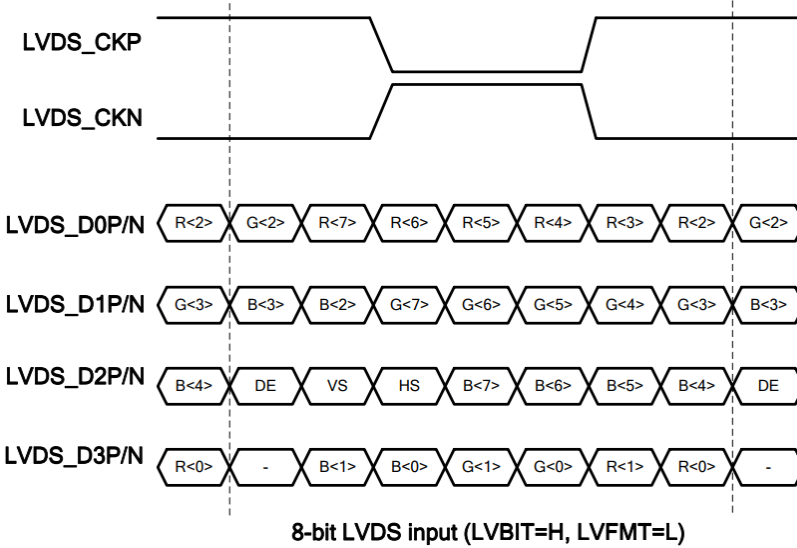 LVDS_CKP
LVDS_CKN
LVDS_D0P/N R<2> G<2> R<7> R<6> R<5> R<4> R<3> R<2> G<2>
LVDS_D1P/N G<3> B<3> B<2> G<7> G<6> G<5> G<4> G<3> B<3>
LVDS_D2P/N B<4> DE VS HS B<7> B<6> B<5> B<4> DE
LVDS_D3P/N R<0> - B<1> B<0> G<1> G<0> R<1> R<0> -
8-bit LVDS input (LVBIT=H, LVFMT=L)